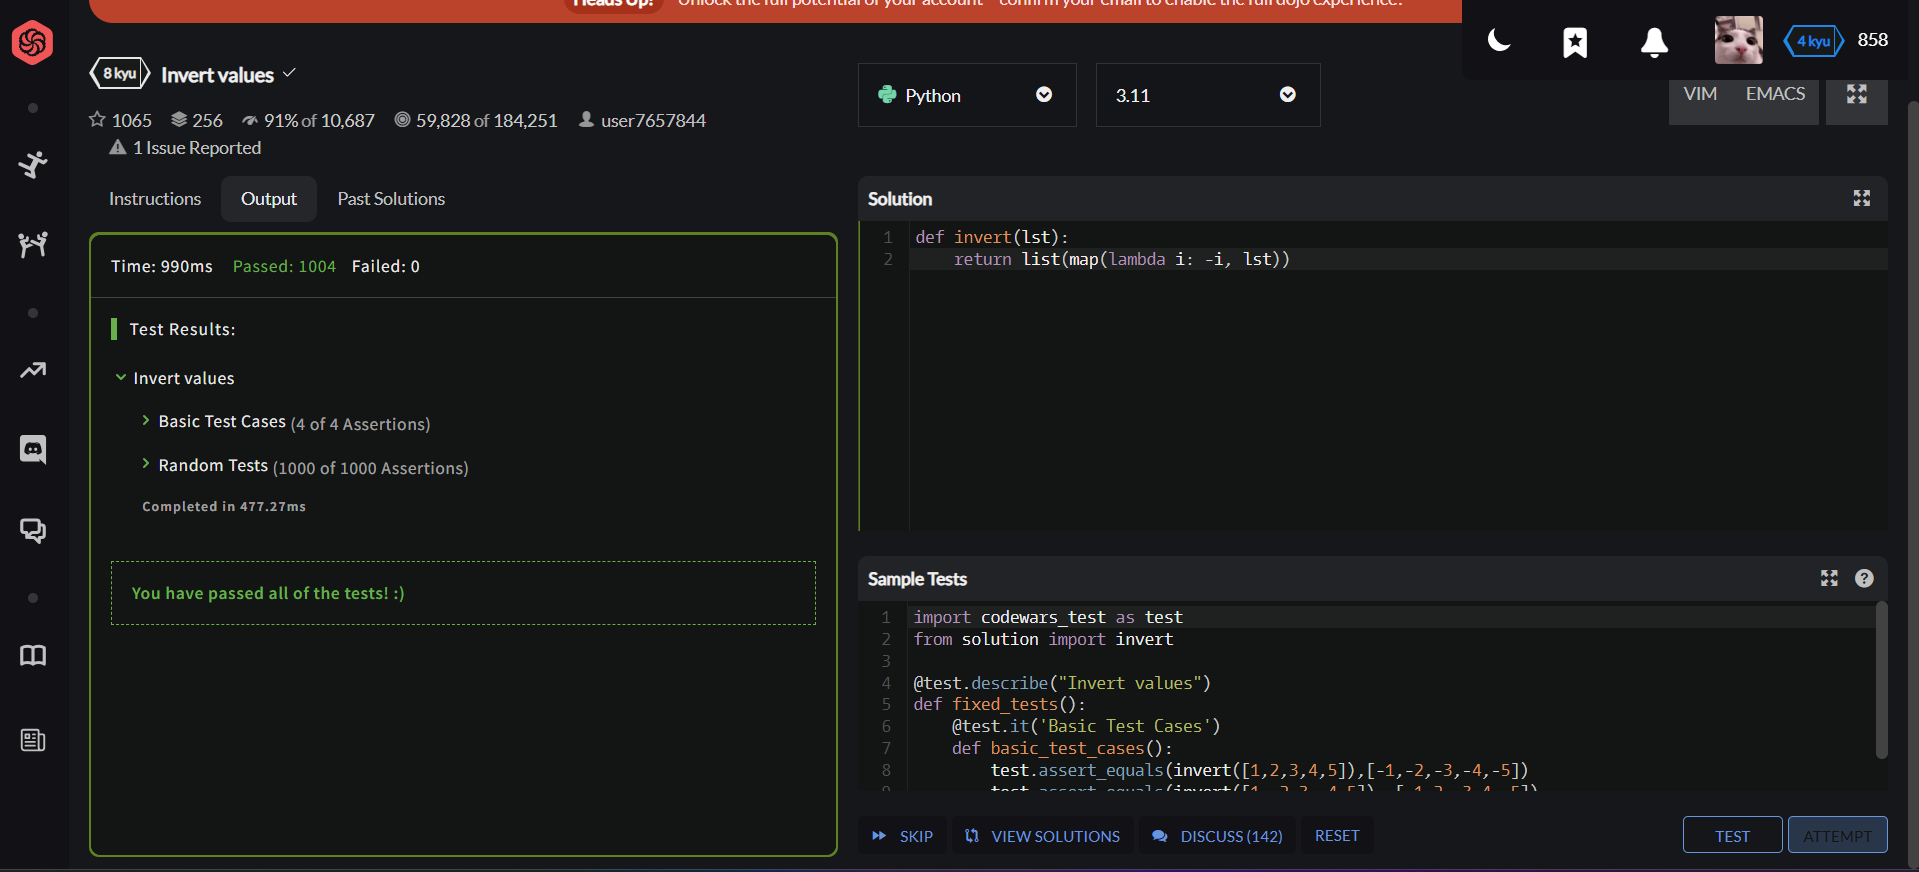 Heads Up! Unlock the full potential of your account - confirm your email to enable the full dojo experience!
4 kyu 858
8 kyu Invert values
1065 256 91% of 10,687 59,828 of 184,251 user7657844
1 Issue Reported
Python 3.11
VIM EMACS
Instructions Output Past Solutions
Time: 990ms Passed: 1004 Failed: 0
Test Results:
Invert values
Basic Test Cases (4 of 4 Assertions)
Random Tests (1000 of 1000 Assertions)
Completed in 477.27ms
You have passed all of the tests! :)
Solution
1 def invert(lst):
2     return list(map(lambda i: -i, lst))
Sample Tests
1 import codewars_test as test
2 from solution import invert
3
4 @test.describe("Invert values")
5 def fixed_tests():
6     @test.it('Basic Test Cases')
7     def basic_test_cases():
8         test.assert_equals(invert([1,2,3,4,5]),[-1,-2,-3,-4,-5])
SKIP VIEW SOLUTIONS DISCUSS (142) RESET
TEST ATTEMPT